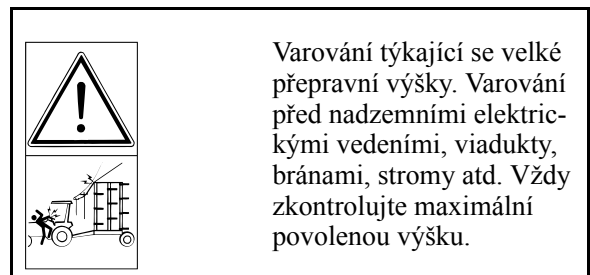 Varování týkající se velké
přepravní výšky. Varování
před nadzemními elektric-
kými vedeními, viadukty,
bránami, stromy atd. Vždy
zkontrolujte maximální
povolenou výšku.